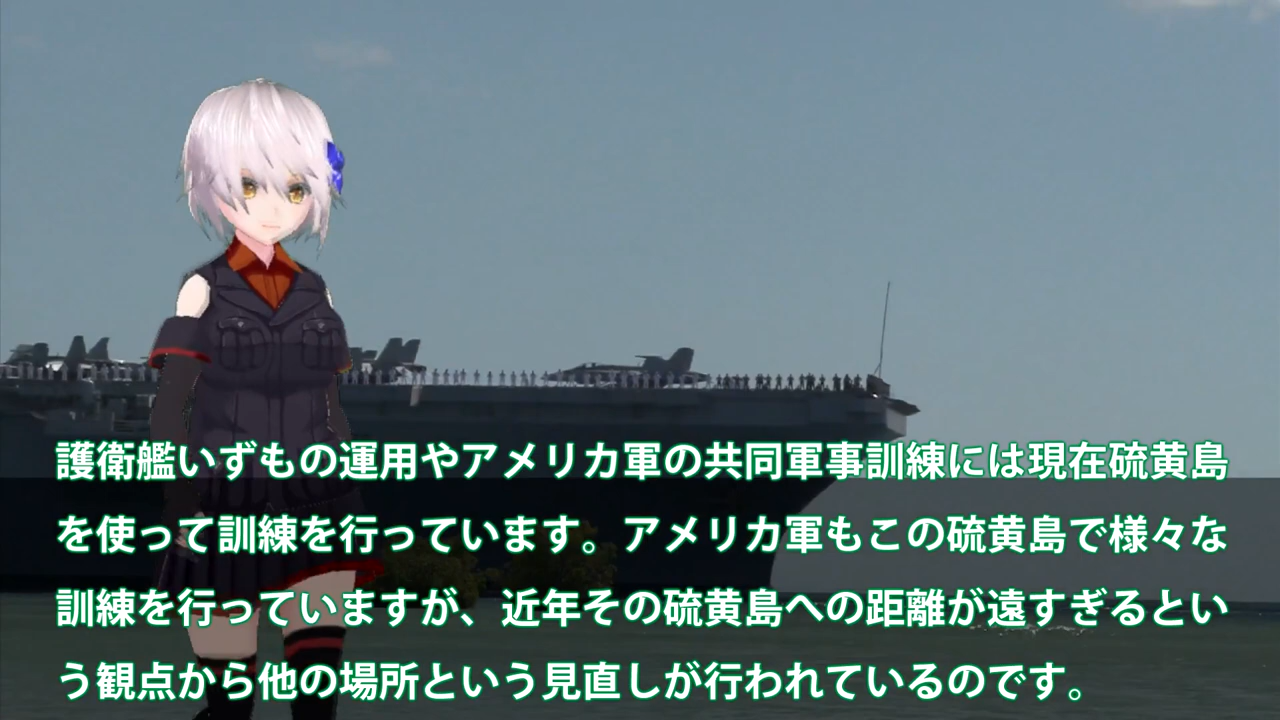 護衛艦いずもの運用やアメリカ軍の共同軍事訓練には現在硫黄島
を使って訓練を行っています。アメリカ軍もこの硫黄島で様々な
訓練を行っていますが、近年その硫黄島への距離が遠すぎるとい
う観点から他の場所という見直しが行われているのです。